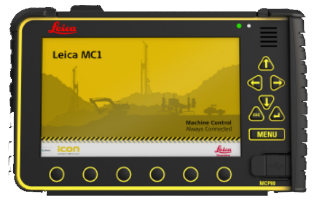 Leica
Leica MC1
Machine Control
Always Connected
icon
Leica
MENU
MCP80